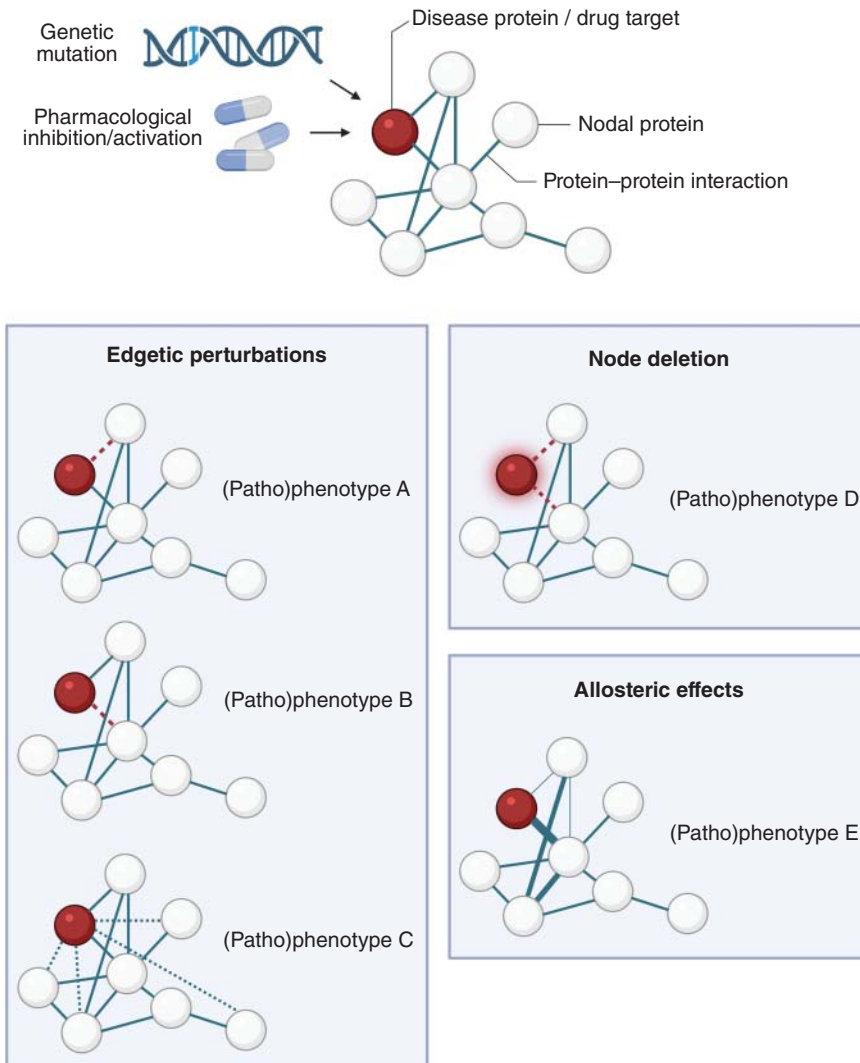 Disease protein / drug target
Genetic
mutation
Pharmacological
inhibition/activation
Nodal protein
Protein–protein interaction
Edgetic perturbations
(Patho)phenotype A
(Patho)phenotype B
(Patho)phenotype C
Node deletion
(Patho)phenotype D
Allosteric effects
(Patho)phenotype E